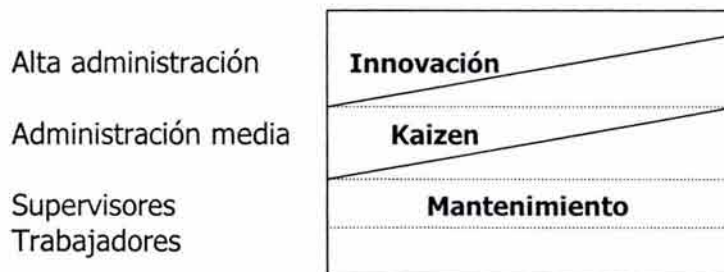 Alta administración
Innovación
Administración media
Kaizen
Supervisores
Mantenimiento
Trabajadores